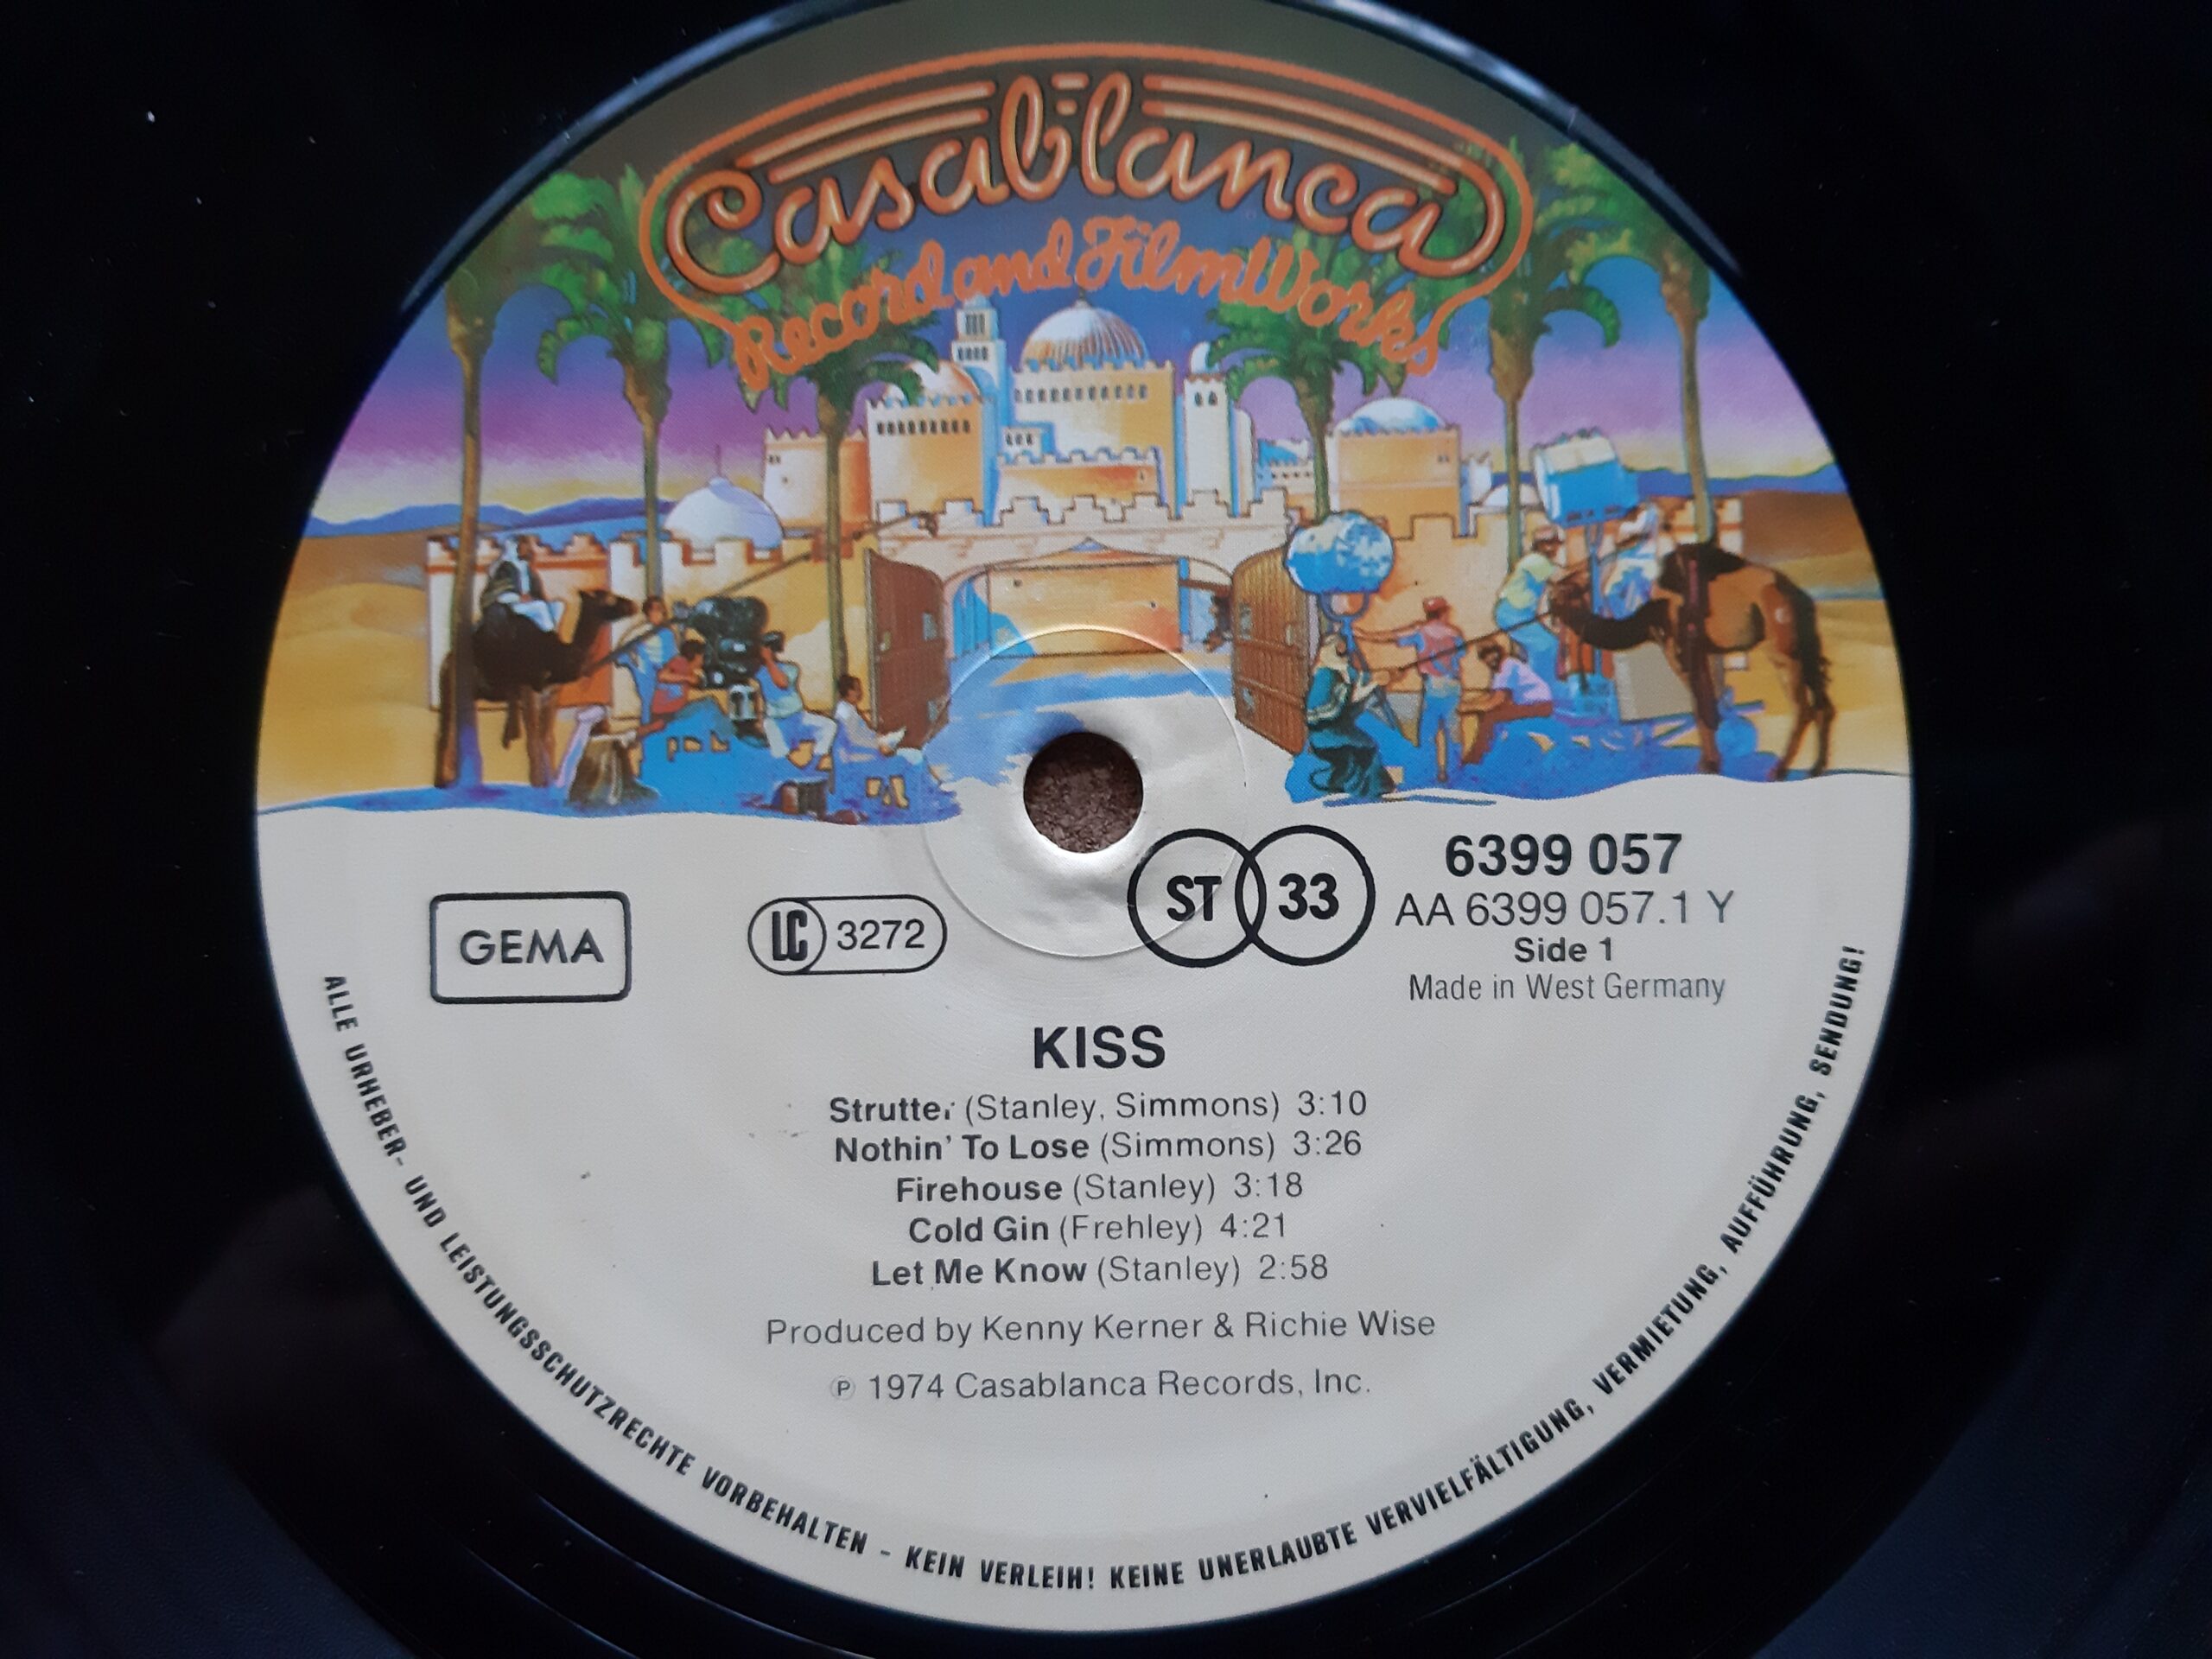 Casablanca
Record and FilmWorks
GEMA
LC 3272
ST 33
6399 057
AA 6399 057.1 Y
Side 1
Made in West Germany
KISS
Strutter (Stanley, Simmons) 3:10
Nothin' To Lose (Simmons) 3:26
Firehouse (Stanley) 3:18
Cold Gin (Frehley) 4:21
Let Me Know (Stanley) 2:58
Produced by Kenny Kerner & Richie Wise
℗ 1974 Casablanca Records, Inc.
ALLE URHEBER- UND LEISTUNGSSCHUTZRECHTE VORBEHALTEN - KEIN VERLEIH! KEINE UNERLAUBTE VERVIELFÄLTIGUNG, VERMIETUNG, AUFFÜHRUNG, SENDUNG!